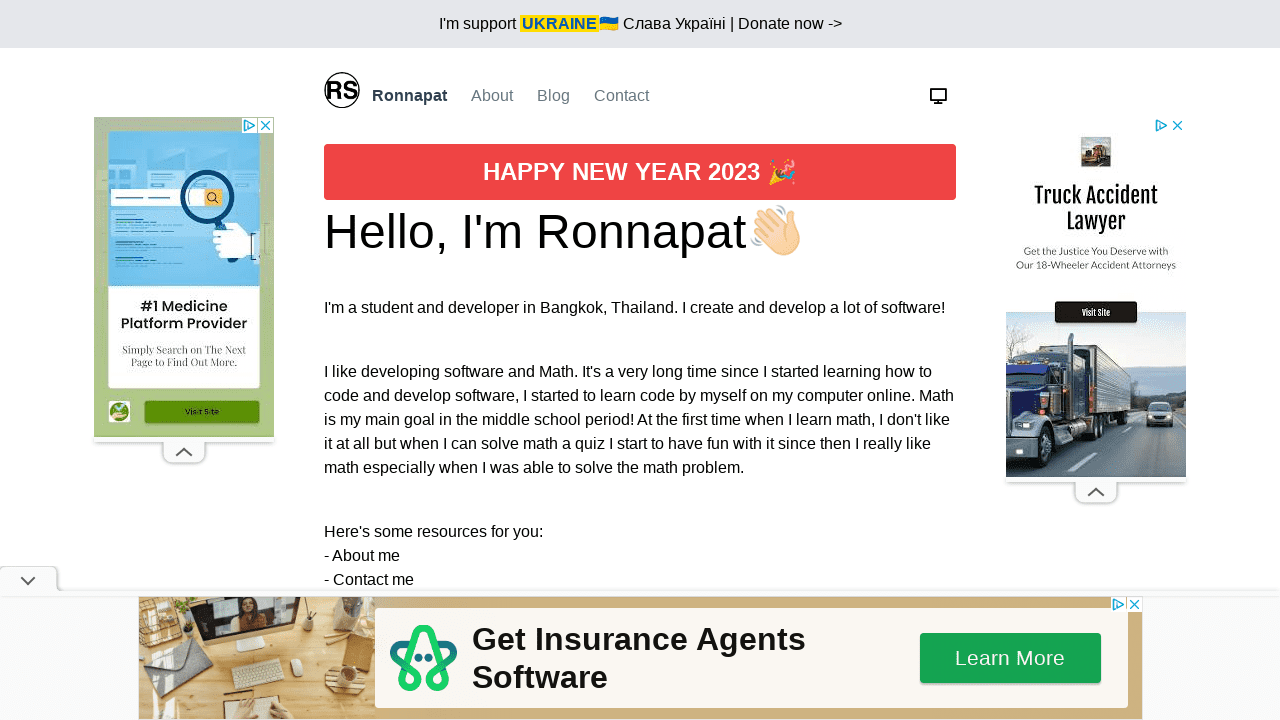 I'm support UKRAINE🇺🇦 Слава Україні | Donate now ->
RS Ronnapat About Blog Contact
HAPPY NEW YEAR 2023 🎉
Hello, I'm Ronnapat👋🏻
I'm a student and developer in Bangkok, Thailand. I create and develop a lot of software!
I like developing software and Math. It's a very long time since I started learning how to
code and develop software, I started to learn code by myself on my computer online. Math
is my main goal in the middle school period! At the first time when I learn math, I don't like
it at all but when I can solve math a quiz I start to have fun with it since then I really like
math especially when I was able to solve the math problem.
Here's some resources for you:
- About me
- Contact me
#1 Medicine
Platform Provider
Simply Search on The Next
Page to Find Out More.
Visit Site
Truck Accident
Lawyer
Get the Justice You Deserve with
Our 18-Wheeler Accident Attorneys
Visit Site
Get Insurance Agents
Software
Learn More